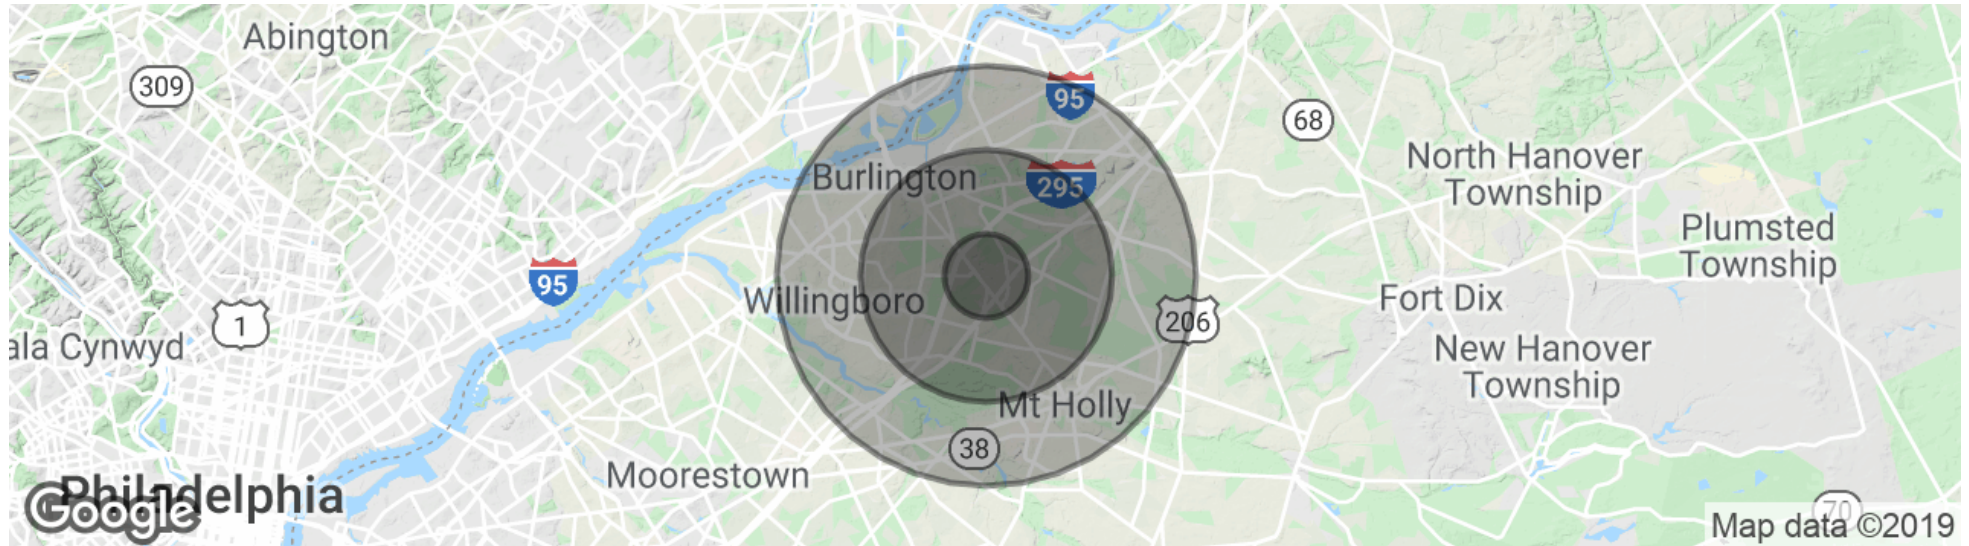 Abington
309
95
68
North Hanover
Township
Burlington
295
Plumsted
Township
95
Willingboro
Fort Dix
206
1
ala Cynwyd
New Hanover
Township
Mt Holly
38
Moorestown
Philadelphia
Google
70
Map data ©2019